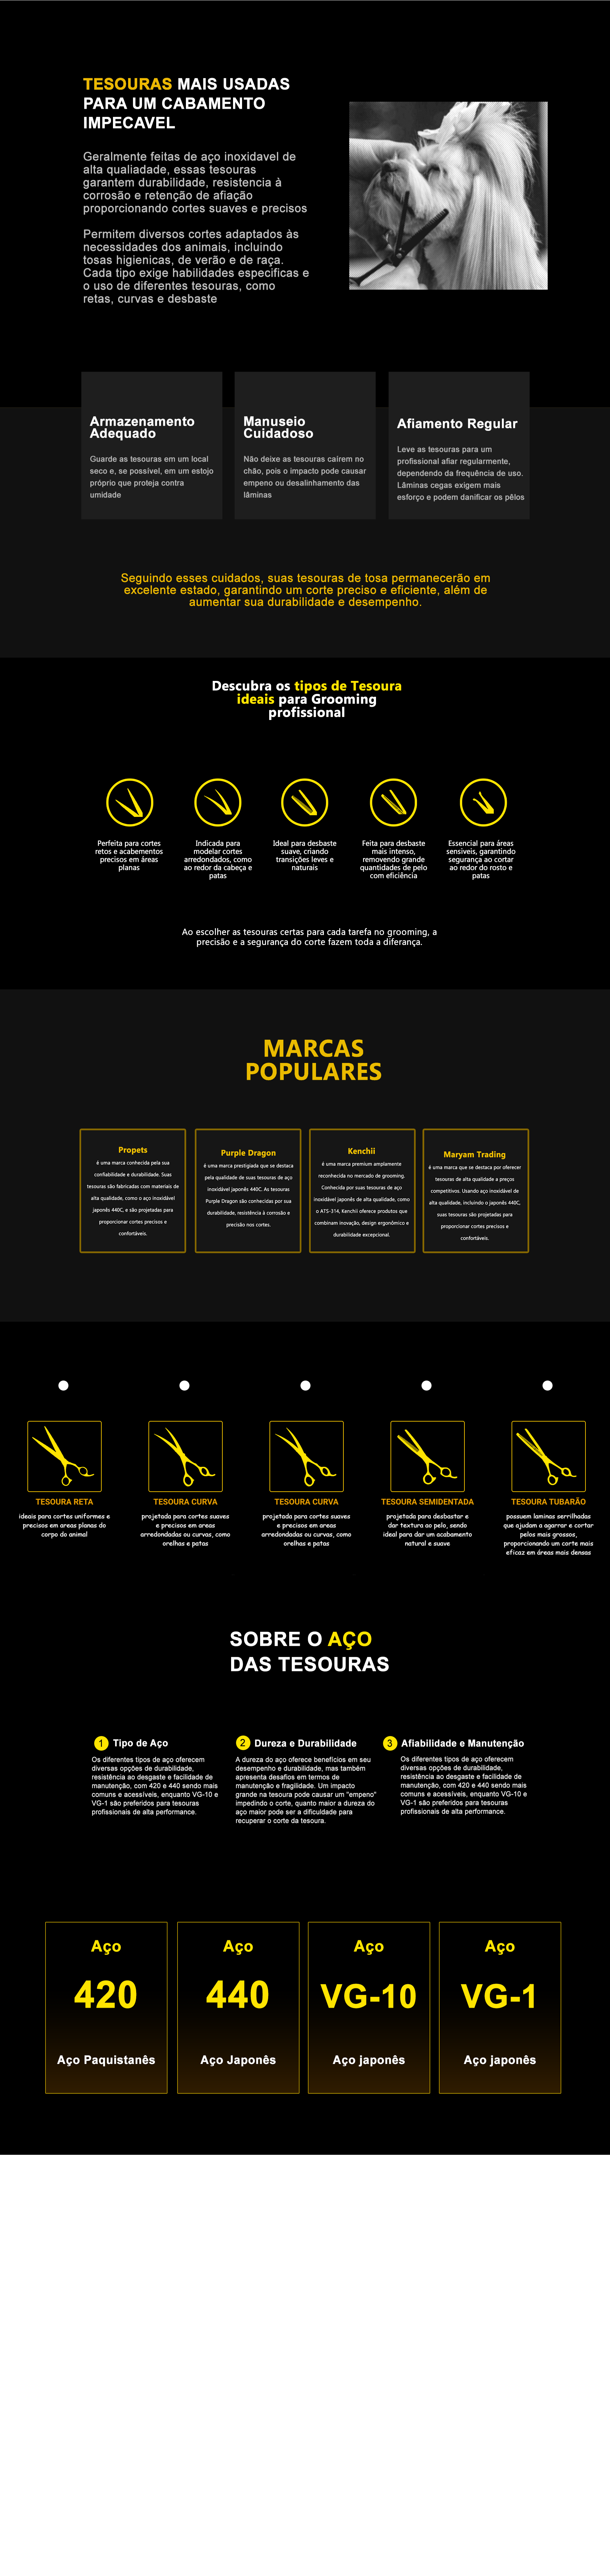 TESOURAS MAIS USADAS
PARA UM CABAMENTO
IMPECAVEL
Geralmente feitas de aço inoxidavel de
alta qualiadade, essas tesouras
garantem durabilidade, resistencia à
corrosão e retenção de afiação
proporcionando cortes suaves e precisos
Permitem diversos cortes adaptados às
necessidades dos animais, incluindo
tosas higienicas, de verão e de raça.
Cada tipo exige habilidades especificas e
o uso de diferentes tesouras, como
retas, curvas e desbaste
Armazenamento
Adequado
Guarde as tesouras em um local
seco e, se possível, em um estojo
próprio que proteja contra
umidade
Manuseio
Cuidadoso
Não deixe as tesouras caírem no
chão, pois o impacto pode causar
empeno ou desalinhamento das
lâminas
Afiamento Regular
Leve as tesouras para um
profissional afiar regularmente,
dependendo da frequência de uso.
Lâminas cegas exigem mais
esforço e podem danificar os pêlos
Seguindo esses cuidados, suas tesouras de tosa permanecerão em
excelente estado, garantindo um corte preciso e eficiente, além de
aumentar sua durabilidade e desempenho.
Descubra os tipos de Tesoura
ideais para Grooming
profissional
Perfeita para cortes
retos e acabamentos
precisos em áreas
planas
Indicada para
modelar cortes
arredondados, como
ao redor da cabeça e
patas
Ideal para desbaste
suave, criando
transições leves e
naturais
Feita para desbaste
mais intenso,
removendo grande
quantidades de pelo
com eficiência
Essencial para áreas
sensiveis, garantindo
segurança ao cortar
ao redor do rosto e
patas
Ao escolher as tesouras certas para cada tarefa no grooming, a
precisão e a segurança do corte fazem toda a diferança.
MARCAS
POPULARES
Propets
é uma marca conhecida pela sua
confiabilidade e durabilidade. Suas
tesouras são fabricadas com materiais de
alta qualidade, como o aço inoxidável
japonês 440C, e são projetadas para
proporcionar cortes precisos e
confortáveis.
Purple Dragon
é uma marca prestigiada que se destaca
pela qualidade de suas tesouras de aço
inoxidável japonês 440C. As tesouras
Purple Dragon são conhecidas por sua
durabilidade, resistência à corrosão e
precisão nos cortes.
Kenchii
é uma marca premium amplamente
reconhecida no mercado de grooming.
Conhecida por suas tesouras de aço
inoxidável japonês de alta qualidade, como
o ATS-314, Kenchii oferece produtos que
combinam inovação, design ergonômico e
durabilidade excepcional.
Maryam Trading
é uma marca que se destaca por oferecer
tesouras de alta qualidade a preços
competitivos. Usando aço inoxidável de
alta qualidade, incluindo o japonês 440C,
suas tesouras são projetadas para
proporcionar cortes precisos e
confortáveis.
TESOURA RETA
ideais para cortes uniformes e
precisos em areas planas do
corpo do animal
TESOURA CURVA
projetada para cortes suaves
e precisos em areas
arredondadas ou curvas, como
orelhas e patas
TESOURA CURVA
projetada para cortes suaves
e precisos em areas
arredondadas ou curvas, como
orelhas e patas
TESOURA SEMIDENTADA
projetada para desbastar e
dar textura ao pelo, sendo
ideal para dar um acabamento
natural e suave
TESOURA TUBARÃO
possuem laminas serrilhadas
que ajudam a agarrar e cortar
pelos mais grossos,
proporcionando um corte mais
eficaz em áreas mais densas
SOBRE O AÇO
DAS TESOURAS
1 Tipo de Aço
Os diferentes tipos de aço oferecem
diversas opções de durabilidade,
resistência ao desgaste e facilidade de
manutenção, com 420 e 440 sendo mais
comuns e acessíveis, enquanto VG-10 e
VG-1 são preferidos para tesouras
profissionais de alta performance.
2 Dureza e Durabilidade
A dureza do aço oferece benefícios em seu
desempenho e durabilidade, mas também
apresenta desafios em termos de
manutenção e fragilidade. Um impacto
grande na tesoura pode causar um "empeno"
impedindo o corte, quanto maior a dureza do
aço maior pode ser a dificuldade para
recuperar o corte da tesoura.
3 Afiabilidade e Manutenção
Os diferentes tipos de aço oferecem
diversas opções de durabilidade,
resistência ao desgaste e facilidade de
manutenção, com 420 e 440 sendo mais
comuns e acessíveis, enquanto VG-10 e
VG-1 são preferidos para tesouras
profissionais de alta performance.
Aço
420
Aço Paquistanês
Aço
440
Aço Japonês
Aço
VG-10
Aço japonês
Aço
VG-1
Aço japonês